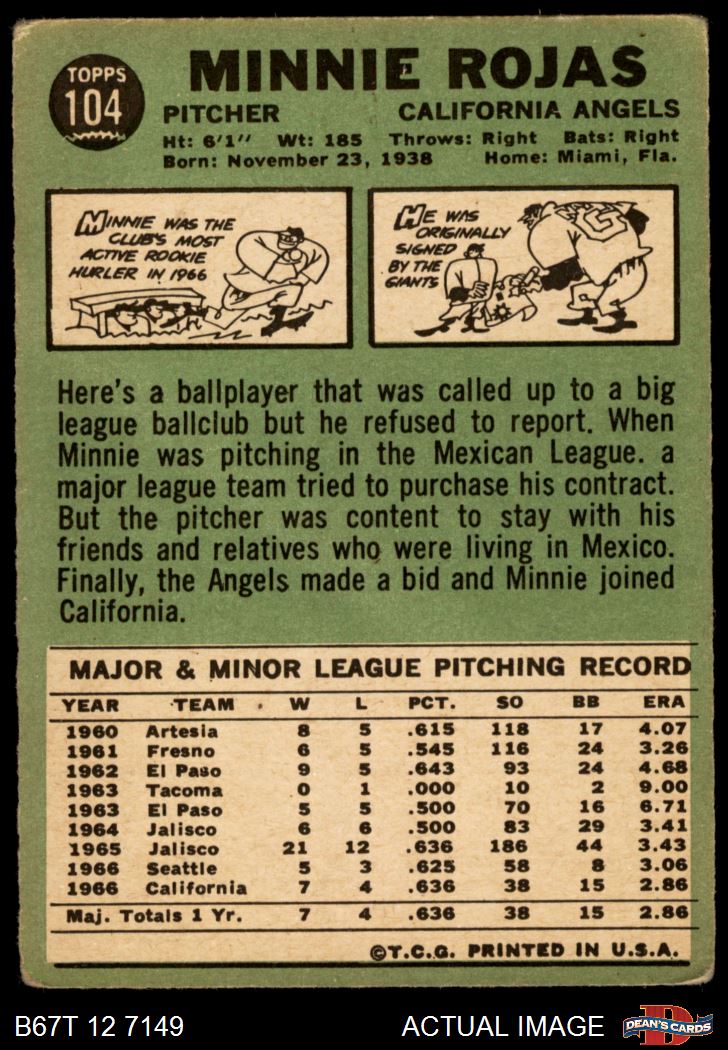 TOPPS
104
MINNIE ROJAS
PITCHER CALIFORNIA ANGELS
Ht: 6'1" Wt: 185 Throws: Right Bats: Right
Born: November 23, 1938 Home: Miami, Fla.
MINNIE WAS THE
CLUB'S MOST
ACTIVE ROOKIE
HURLER IN 1966
HE WAS
ORIGINALLY
SIGNED
BY THE
GIANTS
G
Here's a ballplayer that was called up to a big
league ballclub but he refused to report. When
Minnie was pitching in the Mexican League. a
major league team tried to purchase his contract.
But the pitcher was content to stay with his
friends and relatives who were living in Mexico.
Finally, the Angels made a bid and Minnie joined
California.
MAJOR & MINOR LEAGUE PITCHING RECORD
YEAR TEAM W L PCT. SO BB ERA
1960 Artesia 8 5 .615 118 17 4.07
1961 Fresno 6 5 .545 116 24 3.26
1962 El Paso 9 5 .643 93 24 4.68
1963 Tacoma 0 1 .000 10 2 9.00
1963 El Paso 5 5 .500 70 16 6.71
1964 Jalisco 6 6 .500 83 29 3.41
1965 Jalisco 21 12 .636 186 44 3.43
1966 Seattle 5 3 .625 58 8 3.06
1966 California 7 4 .636 38 15 2.86
Maj. Totals 1 Yr. 7 4 .636 38 15 2.86
©T.C.G. PRINTED IN U.S.A.
B67T 12 7149 ACTUAL IMAGE
D
DEAN'S CARDS